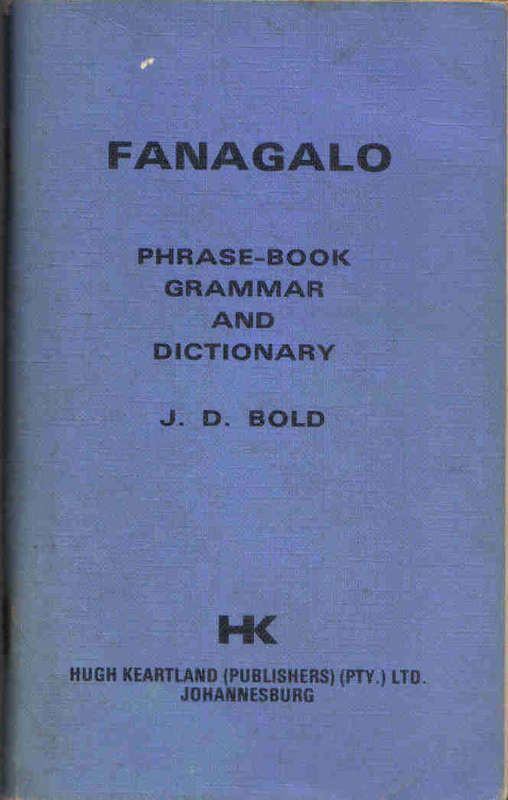 FANAGALO
PHRASE-BOOK
GRAMMAR
AND
DICTIONARY
J. D. BOLD
HK
HUGH KEARTLAND (PUBLISHERS) (PTY.) LTD.
JOHANNESBURG